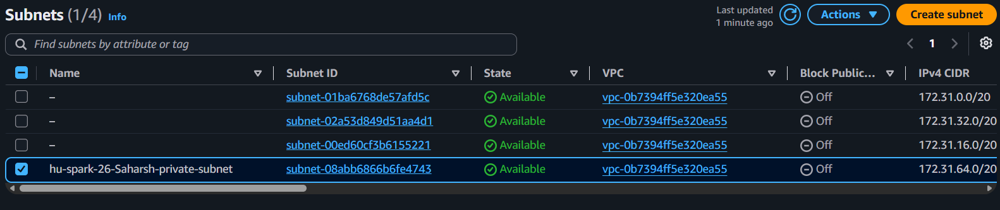 Subnets (1/4) Info
Last updated
1 minute ago
Actions
Create subnet
Find subnets by attribute or tag
1
Name Subnet ID State VPC Block Public... IPv4 CIDR
– subnet-01ba6768de57afd5c Available vpc-0b7394ff5e320ea55 Off 172.31.0.0/20
– subnet-02a53d849d51aa4d1 Available vpc-0b7394ff5e320ea55 Off 172.31.32.0/20
– subnet-00ed60cf3b6155221 Available vpc-0b7394ff5e320ea55 Off 172.31.16.0/20
hu-spark-26-Saharsh-private-subnet subnet-08abb6866b6fe4743 Available vpc-0b7394ff5e320ea55 Off 172.31.64.0/20